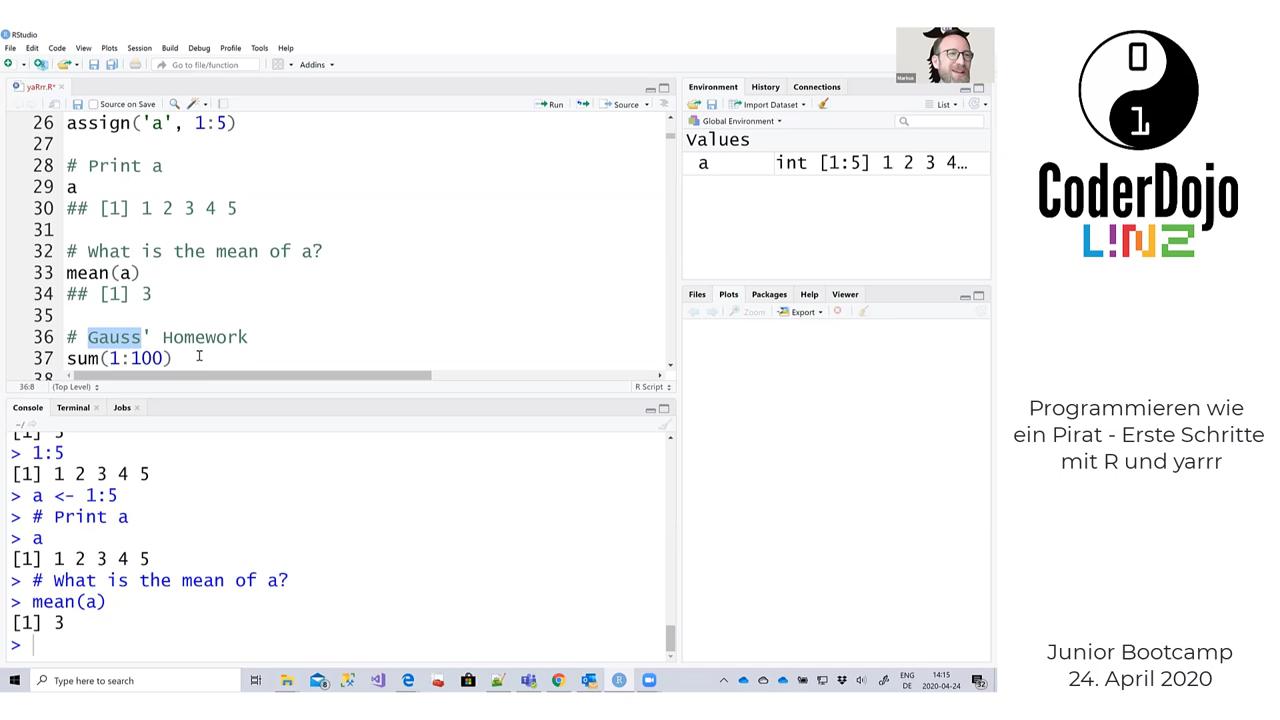 RStudio
File Edit Code View Plots Session Build Debug Profile Tools Help
Go to file/function
Addins
Markus
yaRrr.R*
Source on Save
Run
Source
26 assign('a', 1:5)
27
28 # Print a
29 a
30 ## [1] 1 2 3 4 5
31
32 # What is the mean of a?
33 mean(a)
34 ## [1] 3
35
36 # Gauss' Homework
37 sum(1:100)
38
36:8 (Top Level)
R Script
Console Terminal Jobs
~/
[1] 3
> 1:5
[1] 1 2 3 4 5
> a <- 1:5
> # Print a
> a
[1] 1 2 3 4 5
> # What is the mean of a?
> mean(a)
[1] 3
>
Environment History Connections
Import Dataset
List
Global Environment
Values
a int [1:5] 1 2 3 4…
Files Plots Packages Help Viewer
Zoom Export
Type here to search
8
ENG
DE
14:15
2020-04-24
32
0
1
CoderDojo
L!NZ
Programmieren wie
ein Pirat - Erste Schritte
mit R und yarrr
Junior Bootcamp
24. April 2020